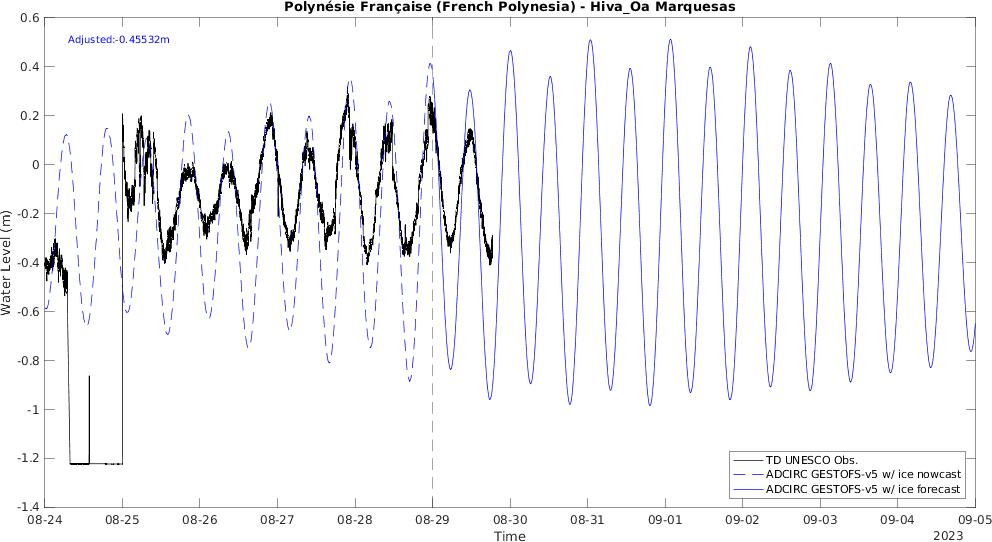 Polynésie Française (French Polynesia) - Hiva_Oa Marquesas
Adjusted:-0.45532m
0.6
0.4
0.2
0
-0.2
-0.4
-0.6
-0.8
-1
-1.2
-1.4
Water Level (m)
TD UNESCO Obs.
ADCIRC GESTOFS-v5 w/ ice nowcast
ADCIRC GESTOFS-v5 w/ ice forecast
08-24 08-25 08-26 08-27 08-28 08-29 08-30 08-31 09-01 09-02 09-03 09-04 09-05
Time
2023